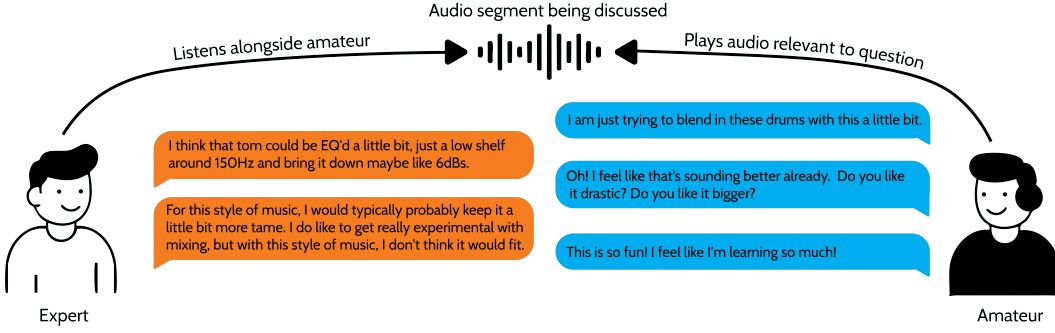 Audio segment being discussed
Listens alongside amateur
Plays audio relevant to question
I am just trying to blend in these drums with this a little bit.
I think that tom could be EQ'd a little bit, just a low shelf
around 150Hz and bring it down maybe like 6dBs.
Oh! I feel like that's sounding better already. Do you like
it drastic? Do you like it bigger?
For this style of music, I would typically probably keep it a
little bit more tame. I do like to get really experimental with
mixing, but with this style of music, I don't think it would fit.
This is so fun! I feel like I'm learning so much!
Expert
Amateur